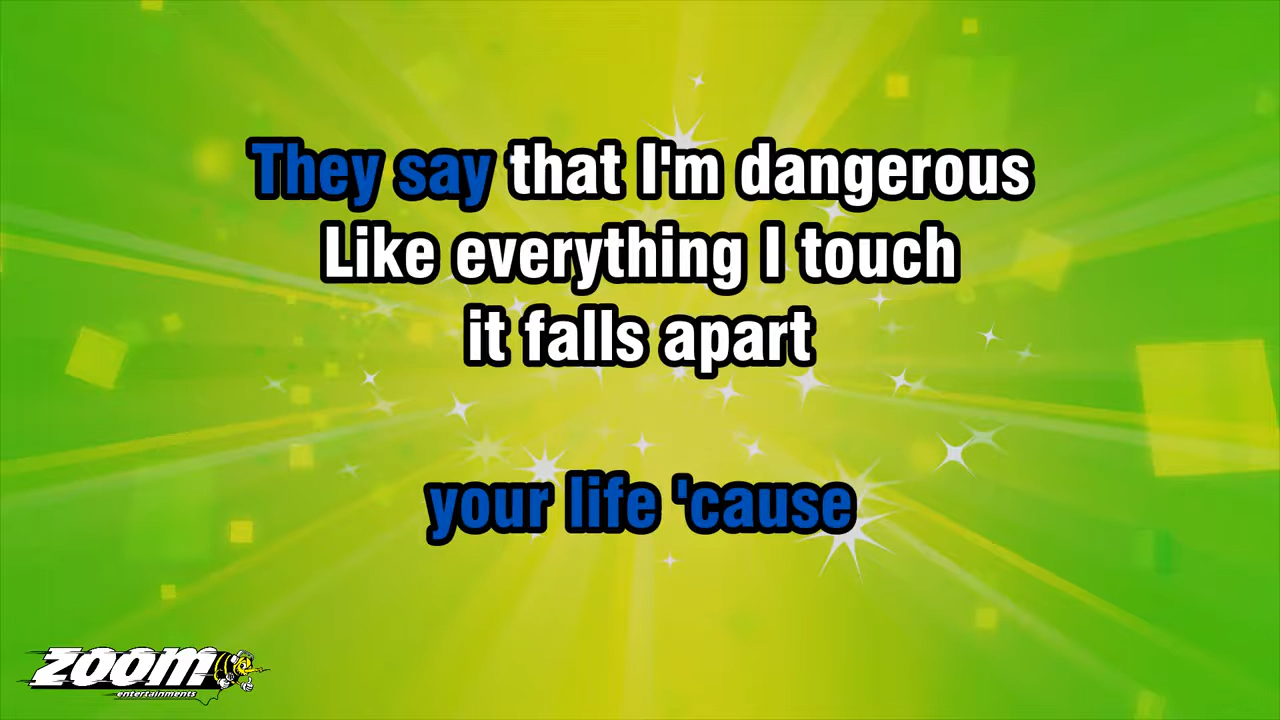 They say that I'm dangerous
Like everything I touch
it falls apart
your life 'cause
ZOOM
entertainments